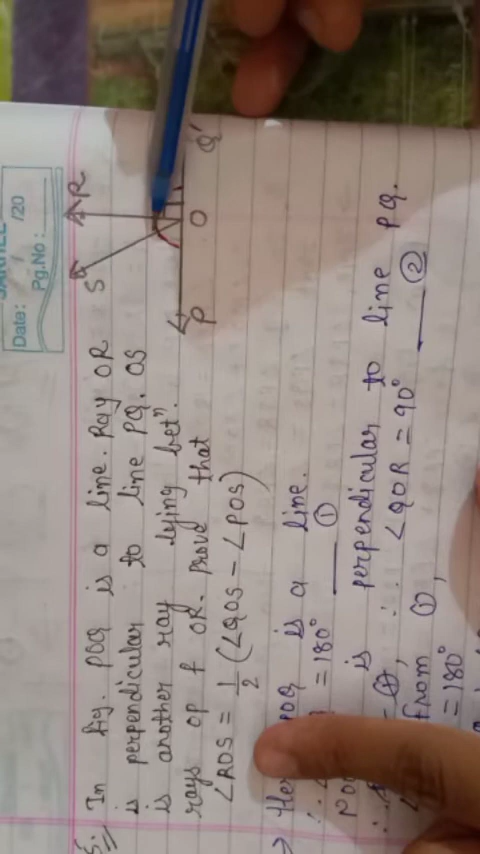 Date: /20
Pg.No:
S R
P O Q'
5. In fig. POQ is a line. Ray OR
is perpendicular to line PQ. OS
is another ray lying betⁿ.
rays OP & OR. prove that
∠ROS = 1/2 (∠QOS - ∠POS)
POQ is a line.
= 180° ①
is perpendicular to line PQ.
∴ ∠QOR = 90° ②
From ①,
= 180°